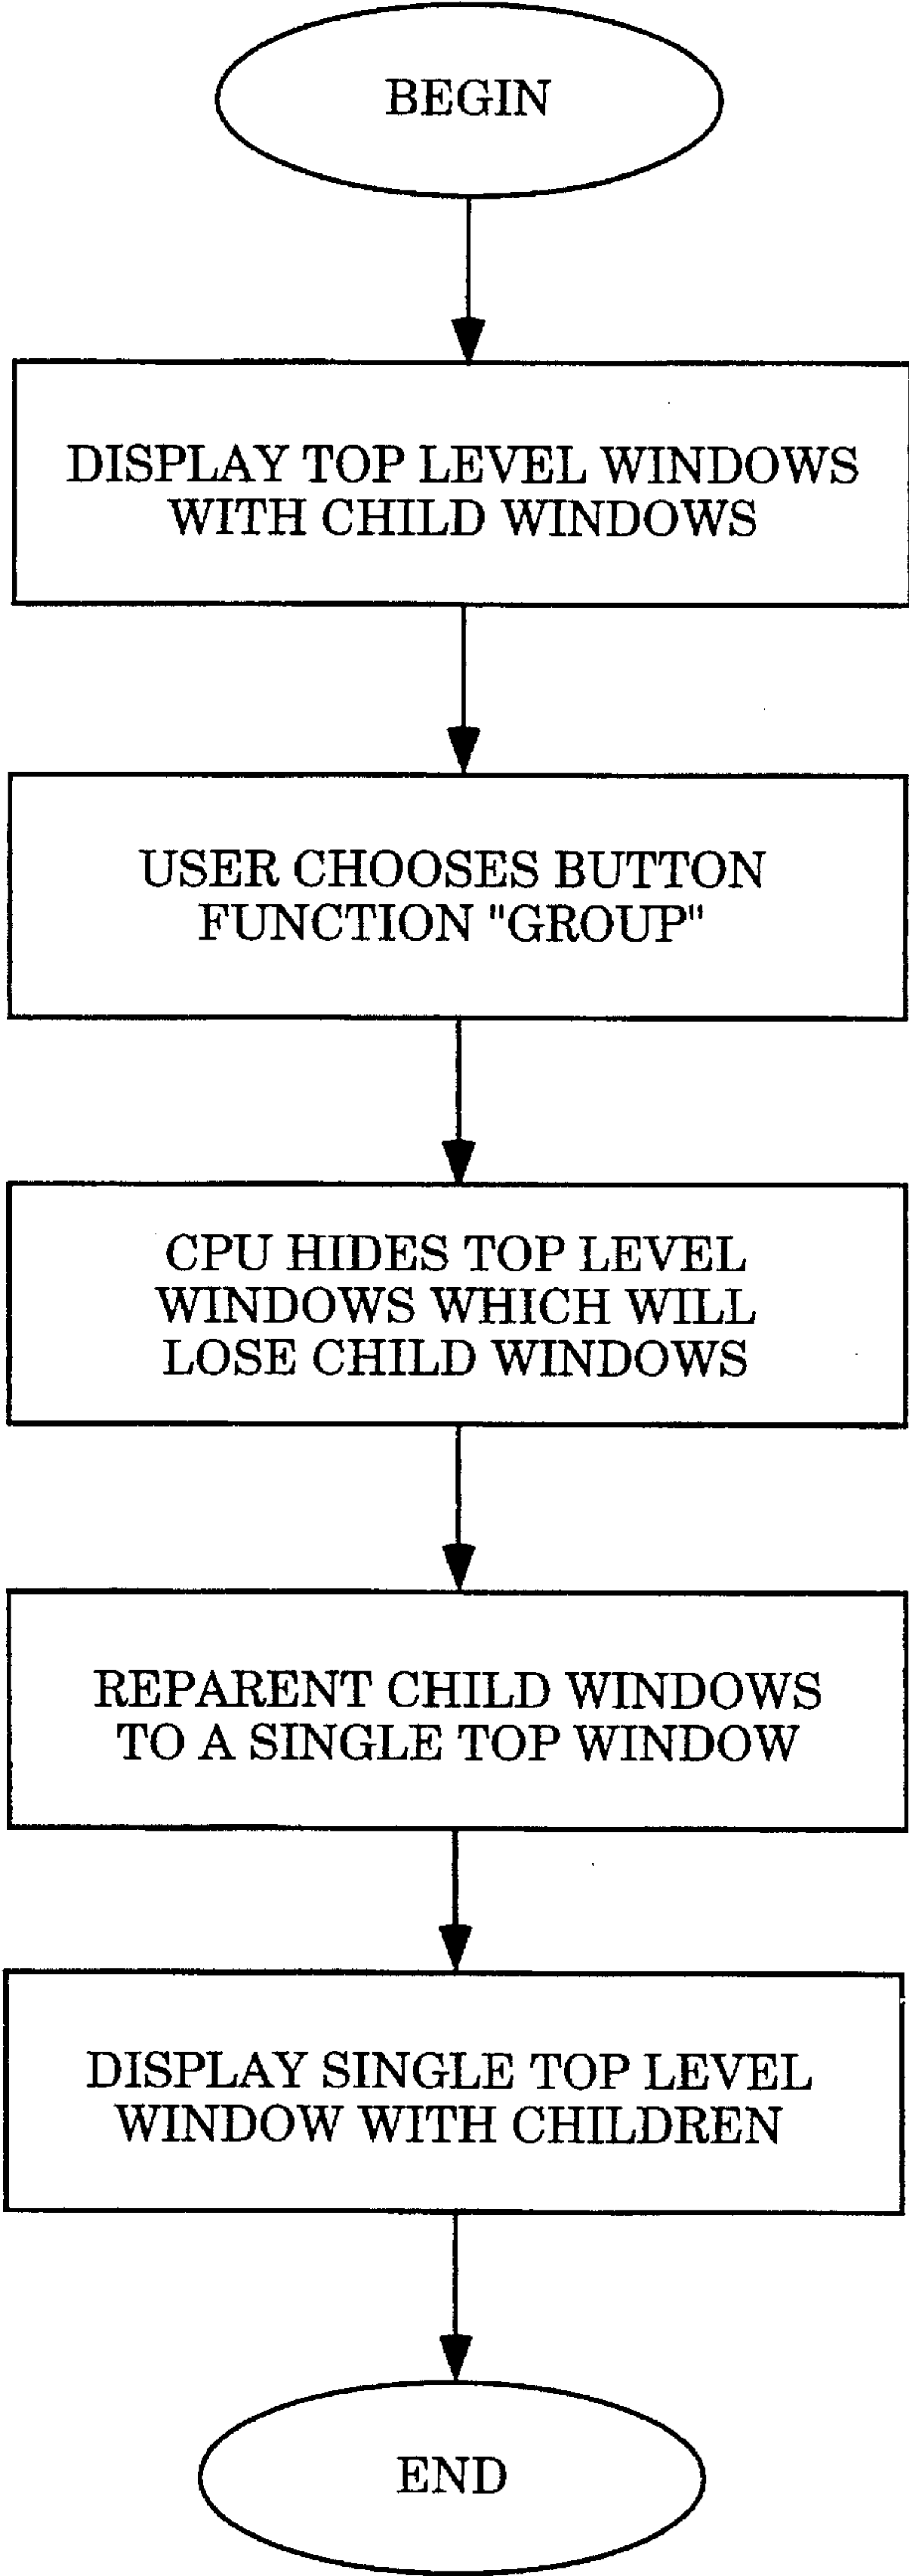 BEGIN
DISPLAY TOP LEVEL WINDOWS
WITH CHILD WINDOWS
USER CHOOSES BUTTON
FUNCTION "GROUP"
CPU HIDES TOP LEVEL
WINDOWS WHICH WILL
LOSE CHILD WINDOWS
REPARENT CHILD WINDOWS
TO A SINGLE TOP WINDOW
DISPLAY SINGLE TOP LEVEL
WINDOW WITH CHILDREN
END